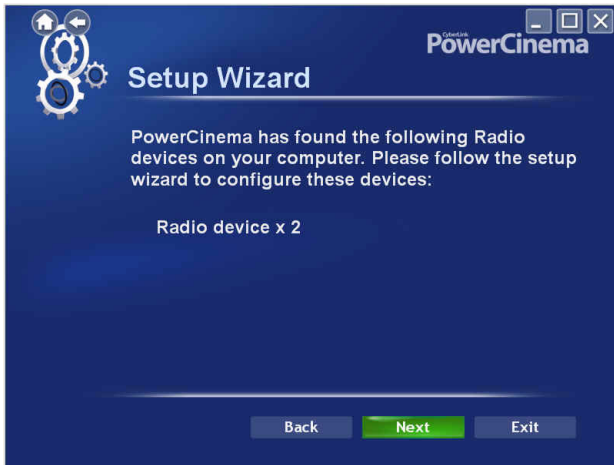 CyberLink
PowerCinema
Setup Wizard
PowerCinema has found the following Radio
devices on your computer. Please follow the setup
wizard to configure these devices:
Radio device x 2
Back
Next
Exit